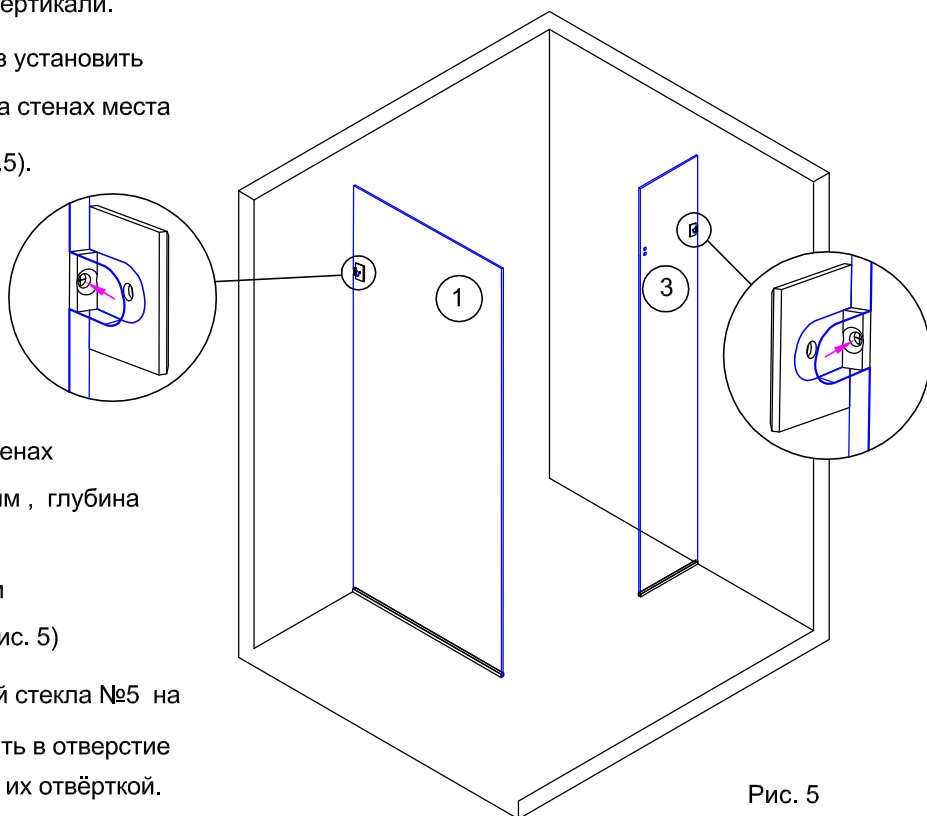 ертикали.
з установить
а стенах места
.5).
1
3
енах
им , глубина
и
ис. 5)
й стекла №5 на
ть в отверстие
их отвёрткой.
Рис. 5